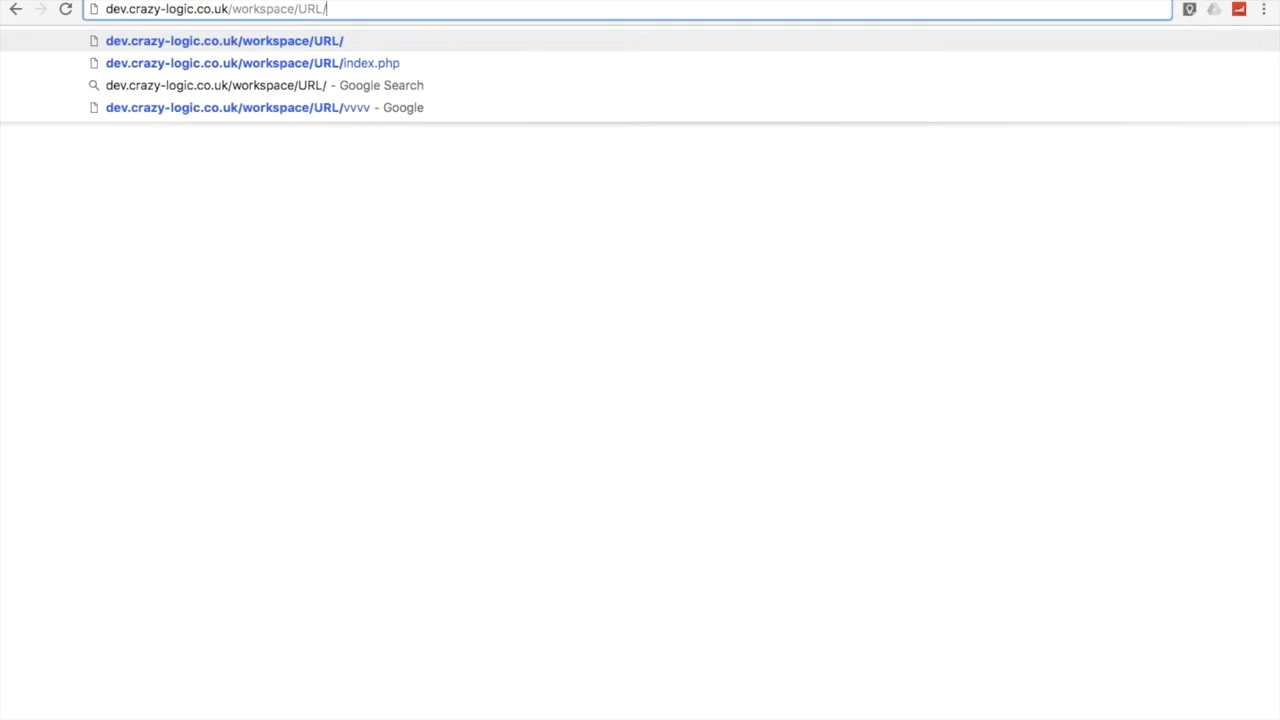 dev.crazy-logic.co.uk/workspace/URL/
dev.crazy-logic.co.uk/workspace/URL/
dev.crazy-logic.co.uk/workspace/URL/index.php
dev.crazy-logic.co.uk/workspace/URL/ - Google Search
dev.crazy-logic.co.uk/workspace/URL/vvvv - Google